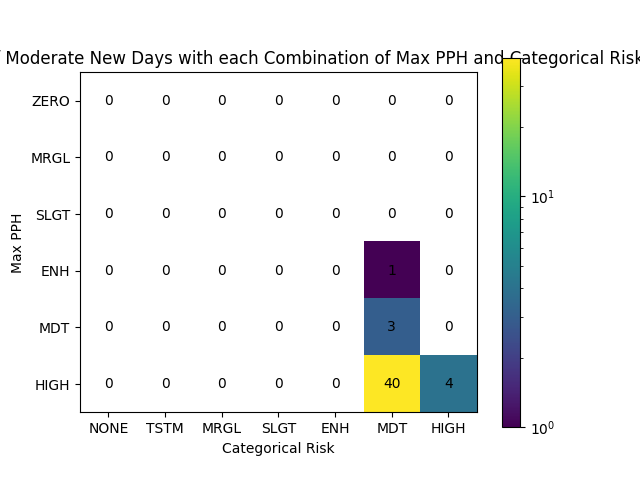 Moderate New Days with each Combination of Max PPH and Categorical Risk
ZERO 0 0 0 0 0 0 0
MRGL 0 0 0 0 0 0 0
SLGT 0 0 0 0 0 0 0
ENH 0 0 0 0 0 1 0
MDT 0 0 0 0 0 3 0
HIGH 0 0 0 0 0 40 4
NONE TSTM MRGL SLGT ENH MDT HIGH
Categorical Risk
Max PPH
10¹
10⁰